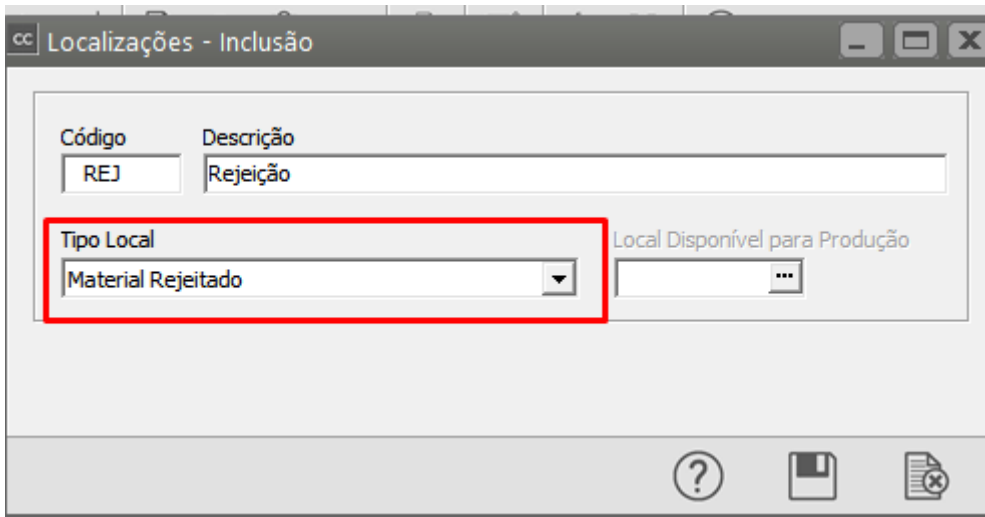 cc Localizações - Inclusão
Código Descrição
REJ Rejeição
Tipo Local Local Disponível para Produção
Material Rejeitado ...
?